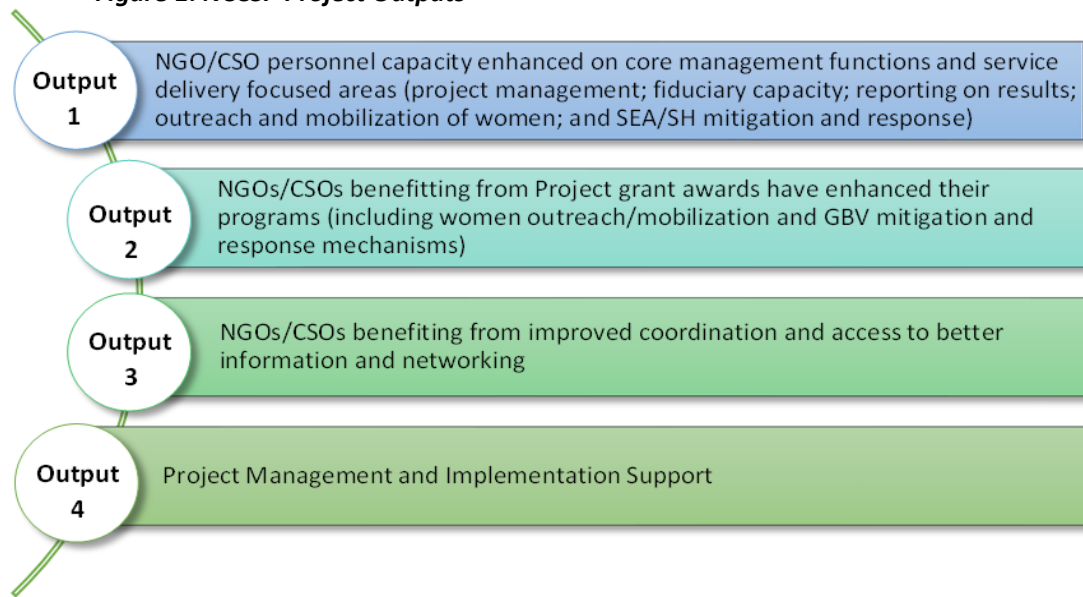 Project Outputs
Output
1
NGO/CSO personnel capacity enhanced on core management functions and service
delivery focused areas (project management; fiduciary capacity; reporting on results;
outreach and mobilization of women; and SEA/SH mitigation and response)
Output
2
NGOs/CSOs benefitting from Project grant awards have enhanced their
programs (including women outreach/mobilization and GBV mitigation and
response mechanisms)
Output
3
NGOs/CSOs benefiting from improved coordination and access to better
information and networking
Output
4
Project Management and Implementation Support